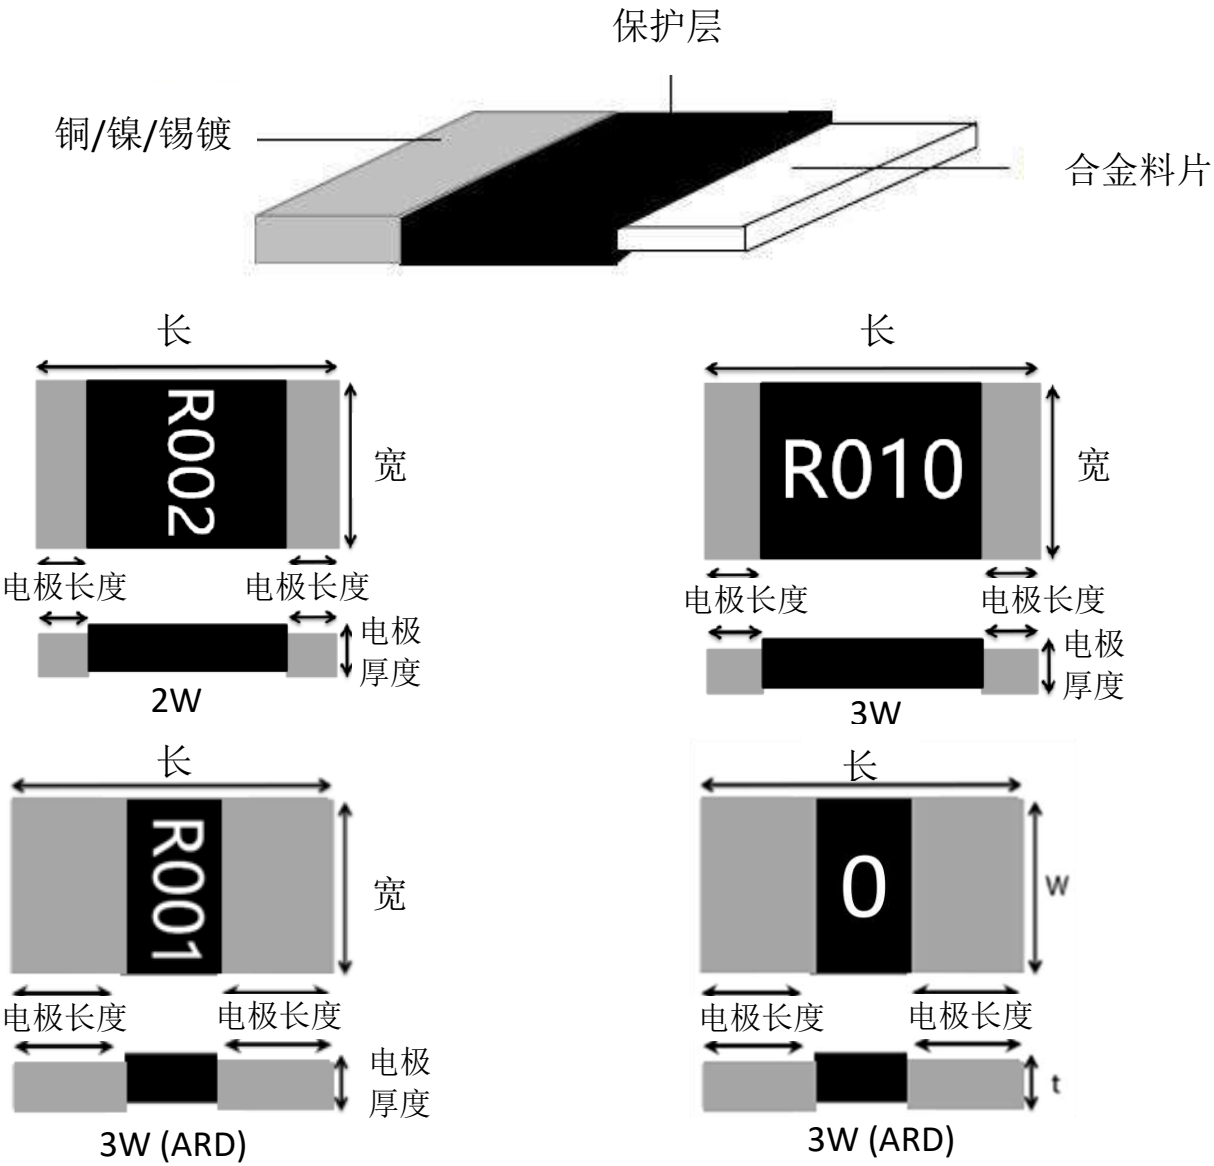 保护层
铜/镍/锡镀
合金料片
长
长
R002
宽
R010
宽
电极长度
电极长度
电极长度
电极长度
电极
厚度
电极
厚度
2W
3W
长
长
R001
宽
0
W
电极长度
电极长度
电极长度
电极长度
电极
厚度
t
3W (ARD)
3W (ARD)